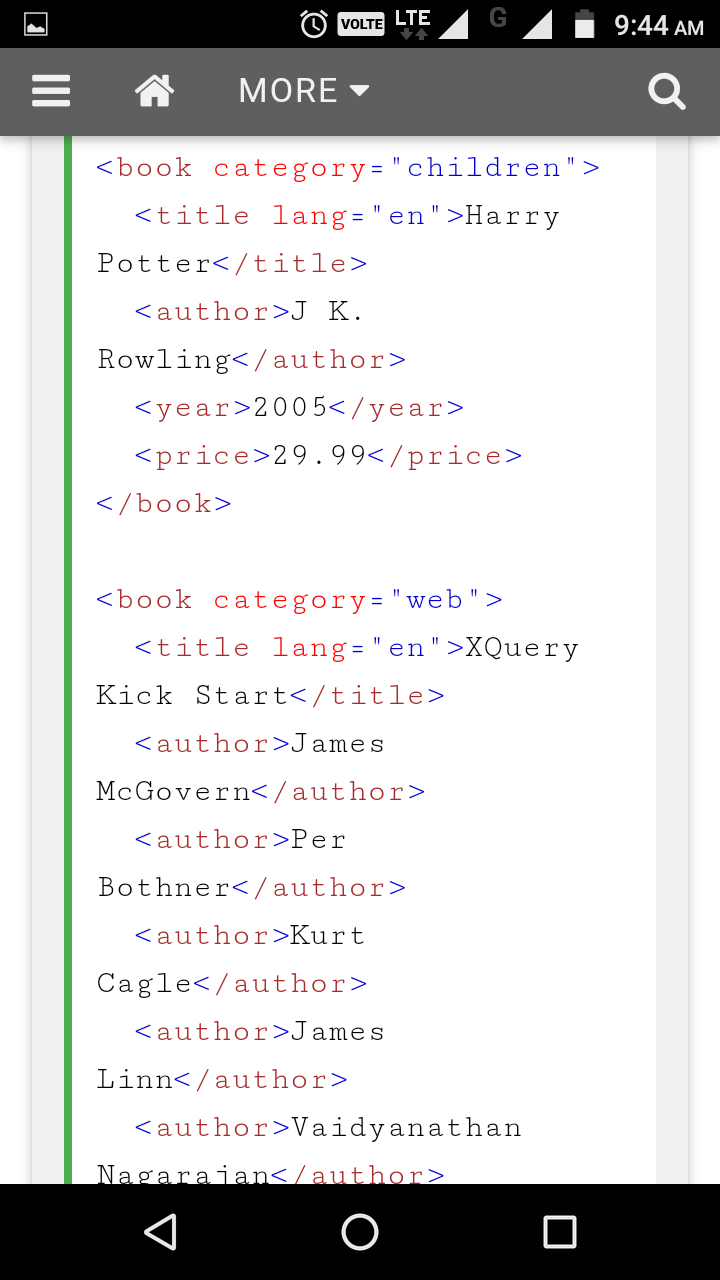 VOLTE LTE G 9:44 AM
MORE
<book category="children">
<title lang="en">Harry
Potter</title>
<author>J K.
Rowling</author>
<year>2005</year>
<price>29.99</price>
</book>
<book category="web">
<title lang="en">XQuery
Kick Start</title>
<author>James
McGovern</author>
<author>Per
Bothner</author>
<author>Kurt
Cagle</author>
<author>James
Linn</author>
<author>Vaidyanathan
Nagarajan</author>